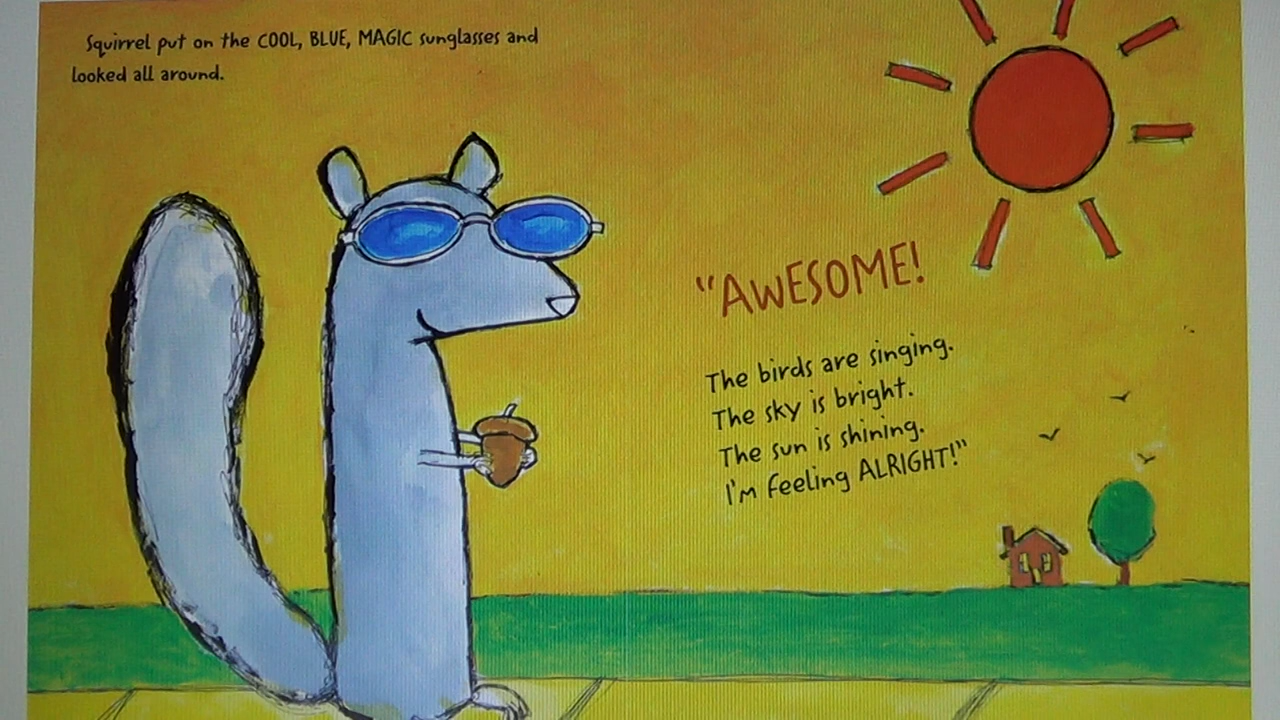 Squirrel put on the COOL, BLUE, MAGIC sunglasses and
looked all around.
"AWESOME!
The birds are singing.
The sky is bright.
The sun is shining.
I'm feeling ALRIGHT!"